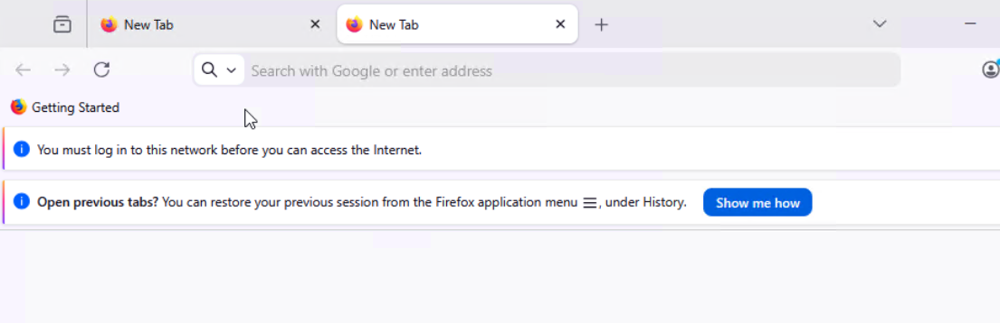 New Tab
New Tab
Search with Google or enter address
Getting Started
You must log in to this network before you can access the Internet.
Open previous tabs? You can restore your previous session from the Firefox application menu ☰, under History. Show me how